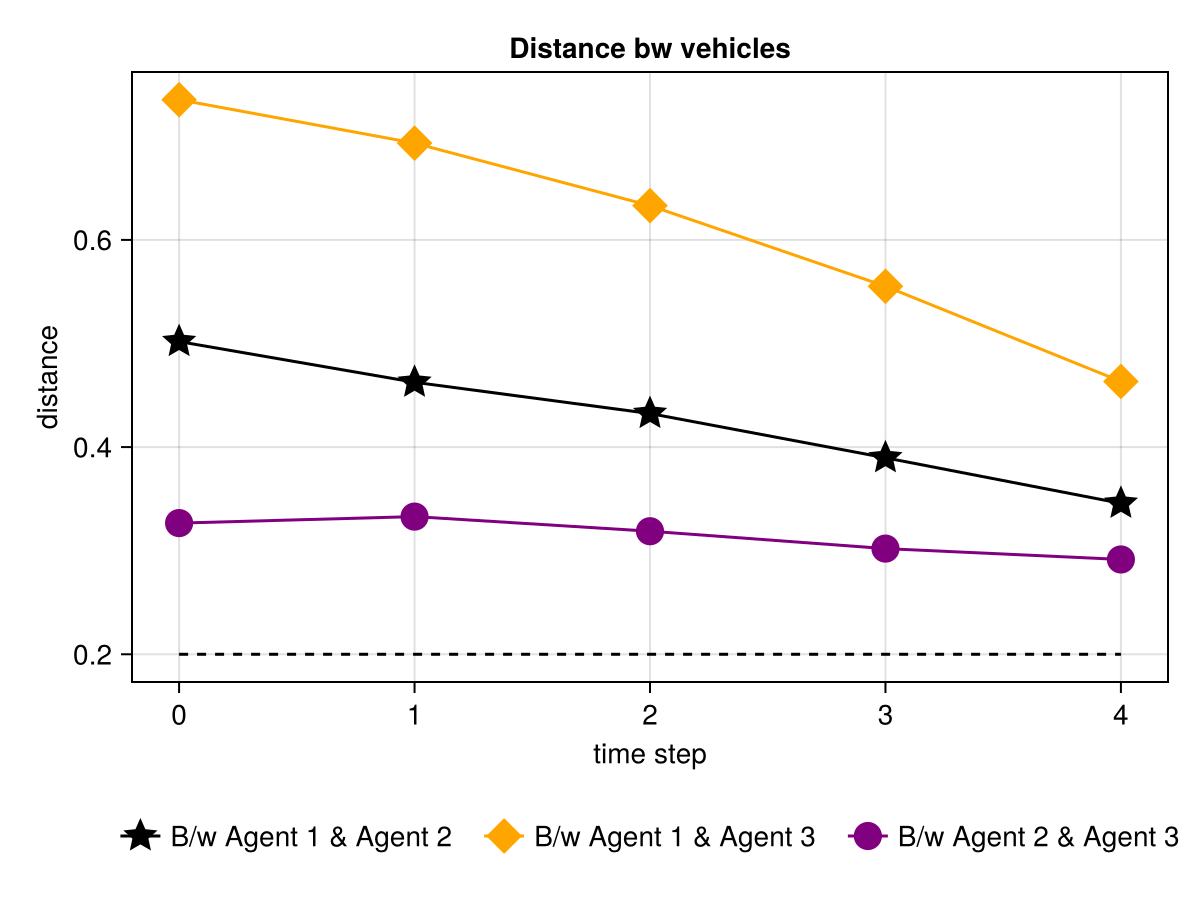 Distance bw vehicles
distance
0.6
0.4
0.2
0 1 2 3 4
time step
B/w Agent 1 & Agent 2 B/w Agent 1 & Agent 3 B/w Agent 2 & Agent 3